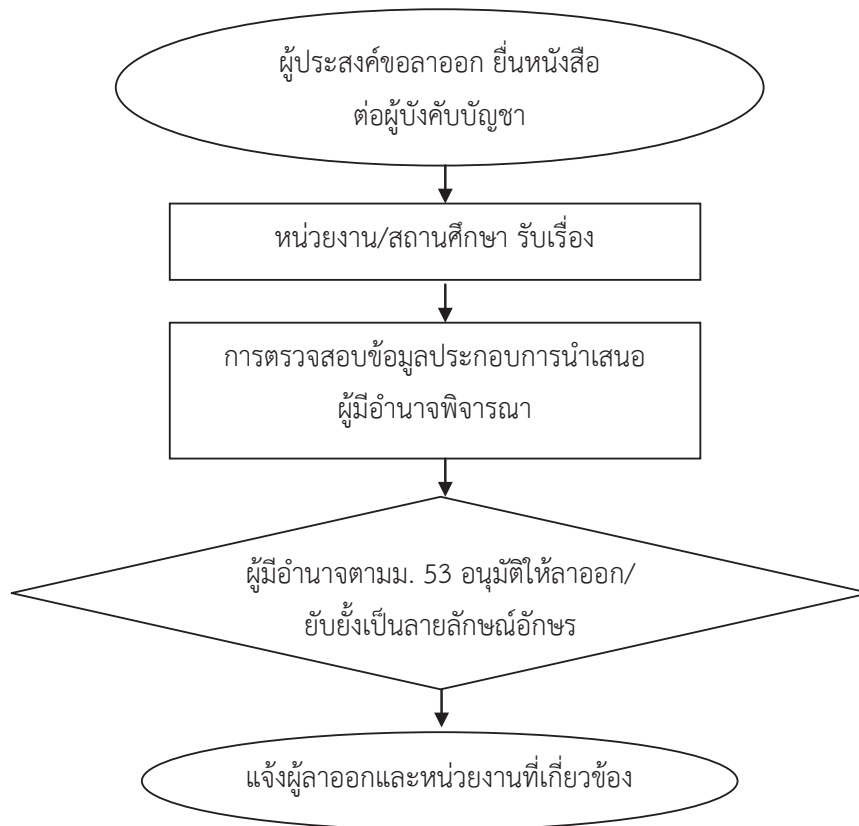 ผู้ประสงค์ขอลาออก ยื่นหนังสือ
ต่อผู้บังคับบัญชา
หน่วยงาน/สถานศึกษา รับเรื่อง
การตรวจสอบข้อมูลประกอบการนำเสนอ
ผู้มีอำนาจพิจารณา
ผู้มีอำนาจตามม. 53 อนุมัติให้ลาออก/
ยับยั้งเป็นลายลักษณ์อักษร
แจ้งผู้ลาออกและหน่วยงานที่เกี่ยวข้อง